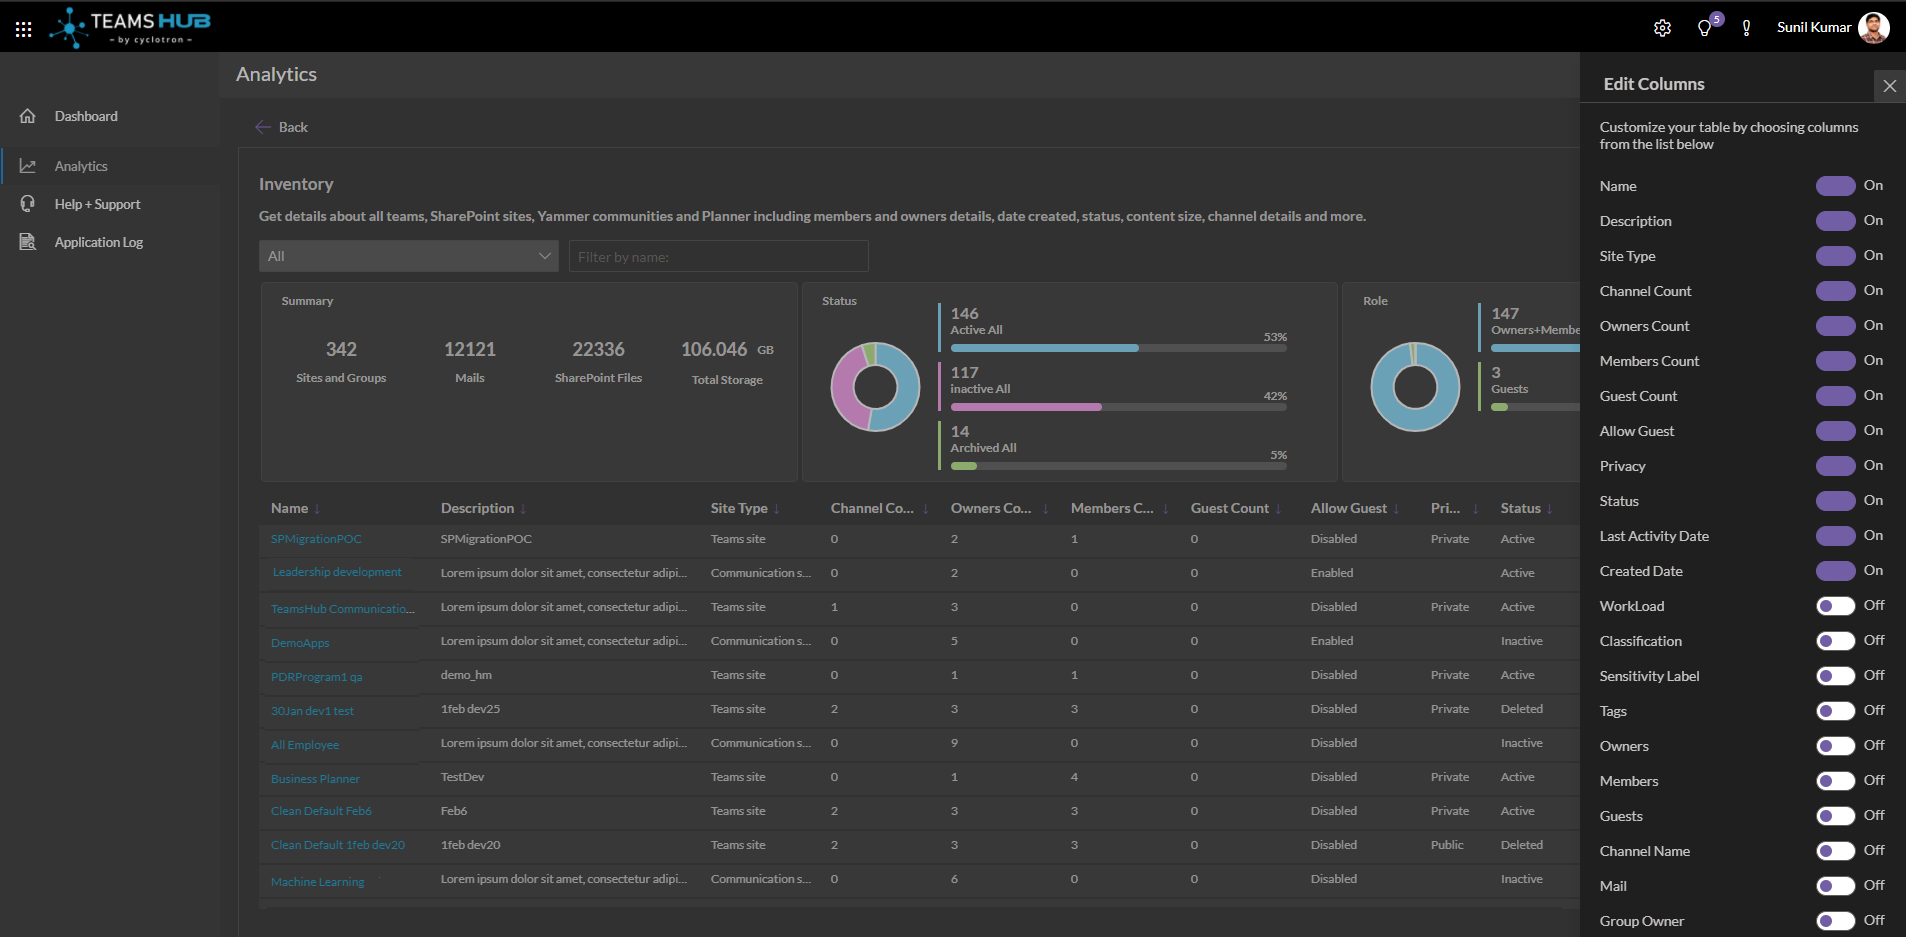 TEAMS HUB
– by cyclotron –
5
Sunil Kumar
Dashboard
Analytics
Help + Support
Application Log
Analytics
Back
Inventory
Get details about all teams, SharePoint sites, Yammer communities and Planner including members and owners details, date created, status, content size, channel details and more.
All
Filter by name:
Summary
342
Sites and Groups
12121
Mails
22336
SharePoint Files
106.046 GB
Total Storage
Status
146
Active All
53%
117
inactive All
42%
14
Archived All
5%
Role
147
Owners+Membe
3
Guests
Name Description Site Type Channel Co... Owners Co... Members C... Guest Count Allow Guest Pri... Status
SPMigrationPOC SPMigrationPOC Teams site 0 2 1 0 Disabled Private Active
Leadership development Lorem ipsum dolor sit amet, consectetur adipi... Communication s... 0 2 0 0 Enabled Active
TeamsHub Communicatio... Lorem ipsum dolor sit amet, consectetur adipi... Teams site 1 3 0 0 Disabled Private Active
DemoApps Lorem ipsum dolor sit amet, consectetur adipi... Communication s... 0 5 0 0 Enabled Inactive
PDRProgram1 qa demo_hm Teams site 0 1 1 0 Disabled Private Active
30Jan dev1 test 1feb dev25 Teams site 2 3 3 0 Disabled Private Deleted
All Employee Lorem ipsum dolor sit amet, consectetur adipi... Communication s... 0 9 0 0 Disabled Inactive
Business Planner TestDev Teams site 0 1 4 0 Disabled Private Active
Clean Default Feb6 Feb6 Teams site 2 3 3 0 Disabled Private Active
Clean Default 1feb dev20 1feb dev20 Teams site 2 3 3 0 Disabled Public Deleted
Machine Learning Lorem ipsum dolor sit amet, consectetur adipi... Communication s... 0 6 0 0 Disabled Inactive
Edit Columns
Customize your table by choosing columns
from the list below
Name On
Description On
Site Type On
Channel Count On
Owners Count On
Members Count On
Guest Count On
Allow Guest On
Privacy On
Status On
Last Activity Date On
Created Date On
WorkLoad Off
Classification Off
Sensitivity Label Off
Tags Off
Owners Off
Members Off
Guests Off
Channel Name Off
Mail Off
Group Owner Off